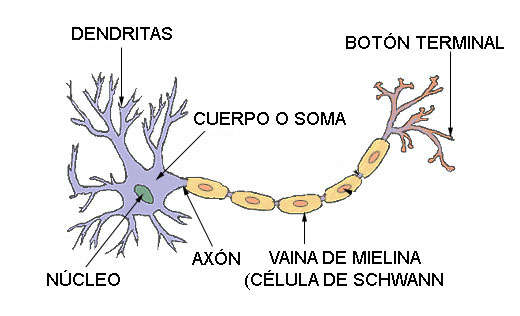 DENDRITAS
BOTÓN TERMINAL
CUERPO O SOMA
NÚCLEO
AXÓN
VAINA DE MIELINA
(CÉLULA DE SCHWANN